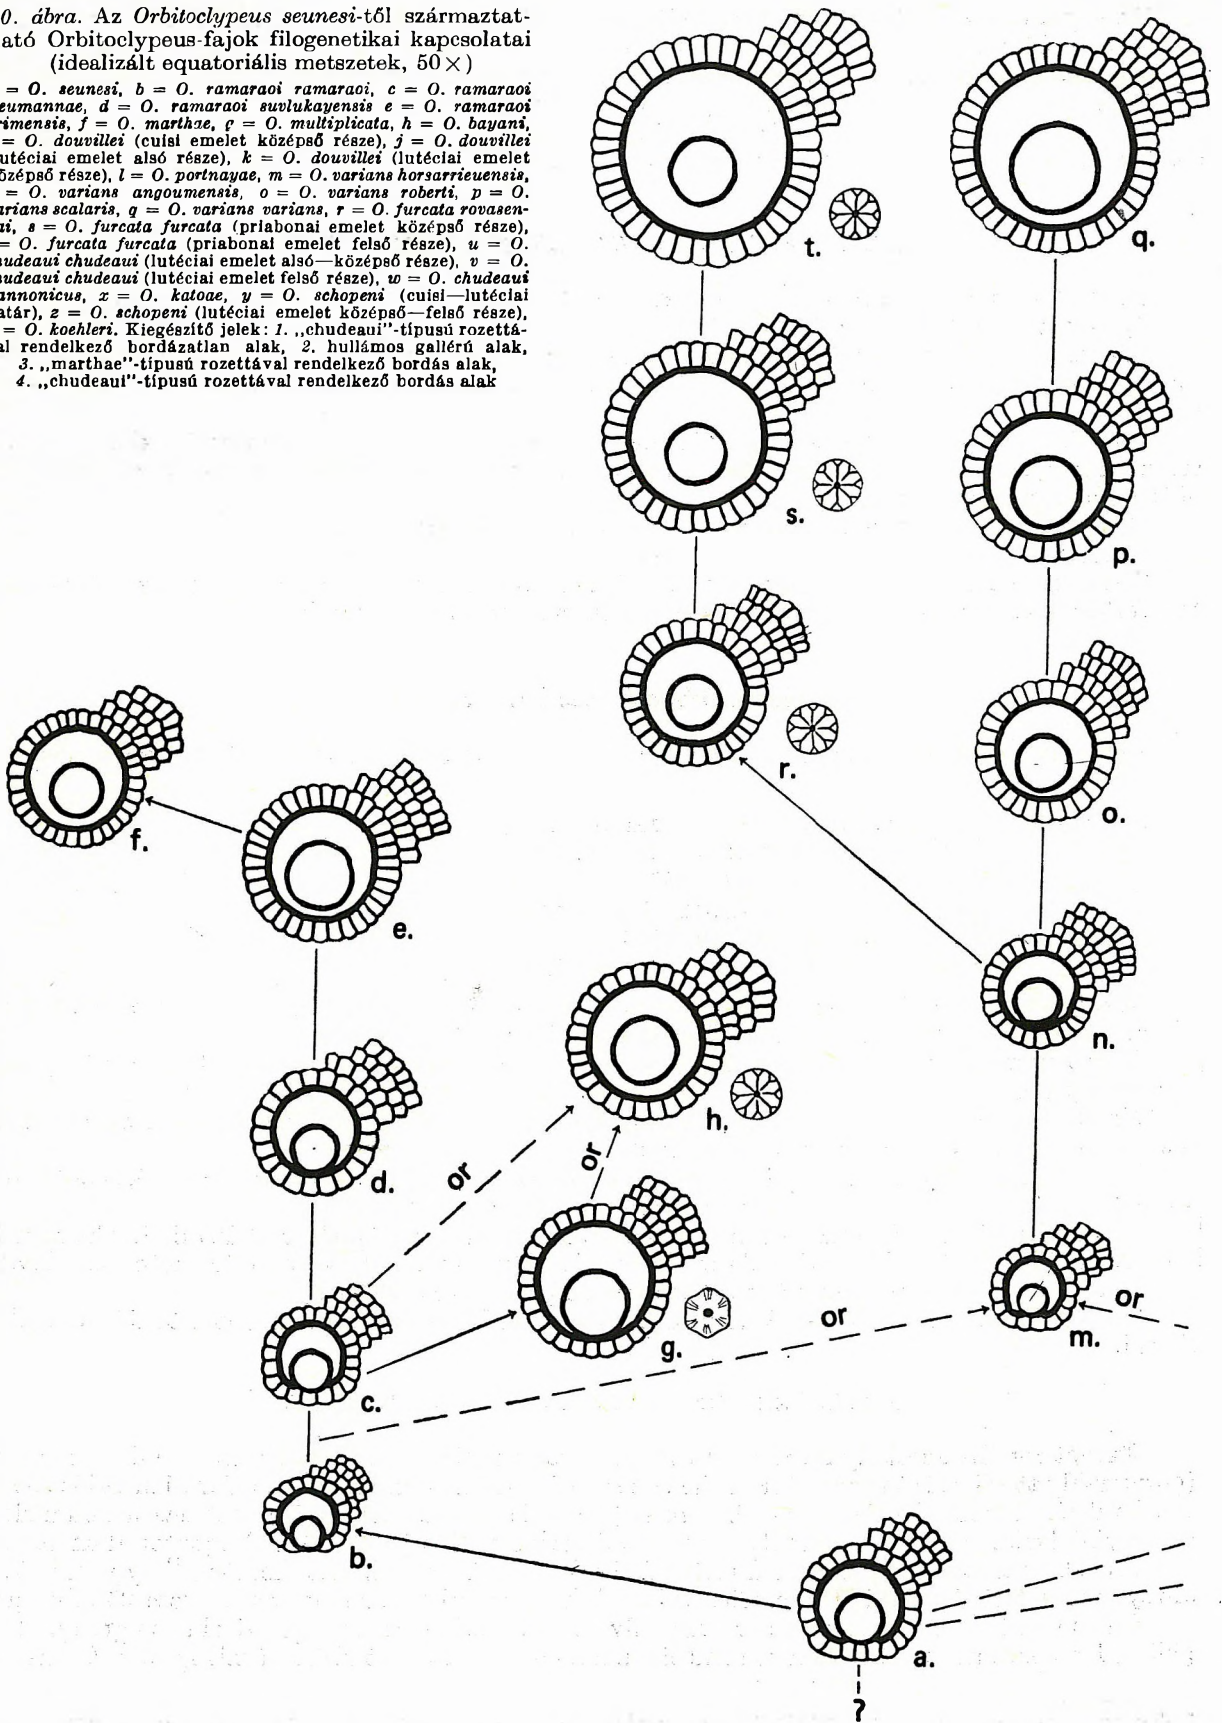 0. ábra. Az Orbitoclypeus seunesi-től származtat-
ató Orbitoclypeus-fajok filogenetikai kapcsolatai
(idealizált equatoriális metszetek, 50×)
= O. seunesi, b = O. ramaraoi ramaraoi, c = O. ramaraoi
eumannae, d = O. ramaraoi suvlukayensis e = O. ramaraoi
rimensis, f = O. marthae, g = O. multiplicata, h = O. bayani,
= O. douvillei (cuisi emelet középső része), j = O. douvillei
utéciai emelet alsó része), k = O. douvillei (lutéciai emelet
özépső része), l = O. portnayae, m = O. varians horsarrieuensis,
= O. varians angoumensis, o = O. varians roberti, p = O.
arians scalaris, q = O. varians varians, r = O. furcata rovasen-
ni, s = O. furcata furcata (priabonai emelet középső része),
= O. furcata furcata (priabonai emelet felső része), u = O.
hudeaui chudeaui (lutéciai emelet alsó—középső része), v = O.
hudeaui chudeaui (lutéciai emelet felső része), w = O. chudeaui
annonicus, x = O. katoae, y = O. schopeni (cuisi—lutéciai
atár), z = O. schopeni (lutéciai emelet középső—felső része),
= O. koehleri. Kiegészítő jelek: 1. „chudeaui"-típusú rozettá-
al rendelkező bordázatlan alak, 2. hullámos gallérú alak,
3. „marthae"-típusú rozettával rendelkező bordás alak,
4. „chudeaui"-típusú rozettával rendelkező bordás alak
t.
q.
s.
p.
r.
o.
f.
e.
n.
h.
d.
or
or
g.
or
or
m.
c.
b.
a.
?